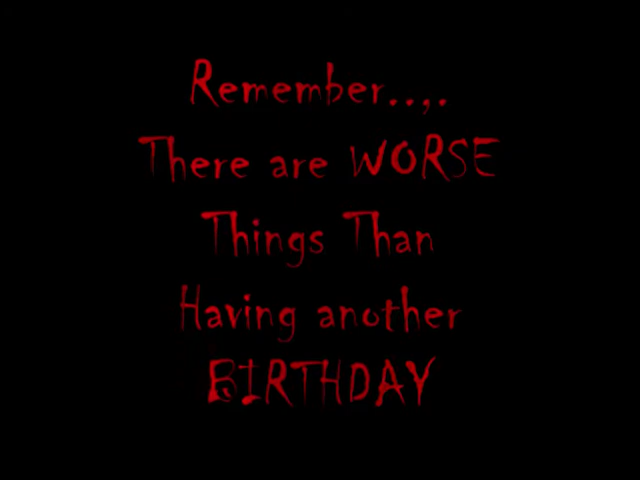 Remember..,.
There are WORSE
Things Than
Having another
BIRTHDAY